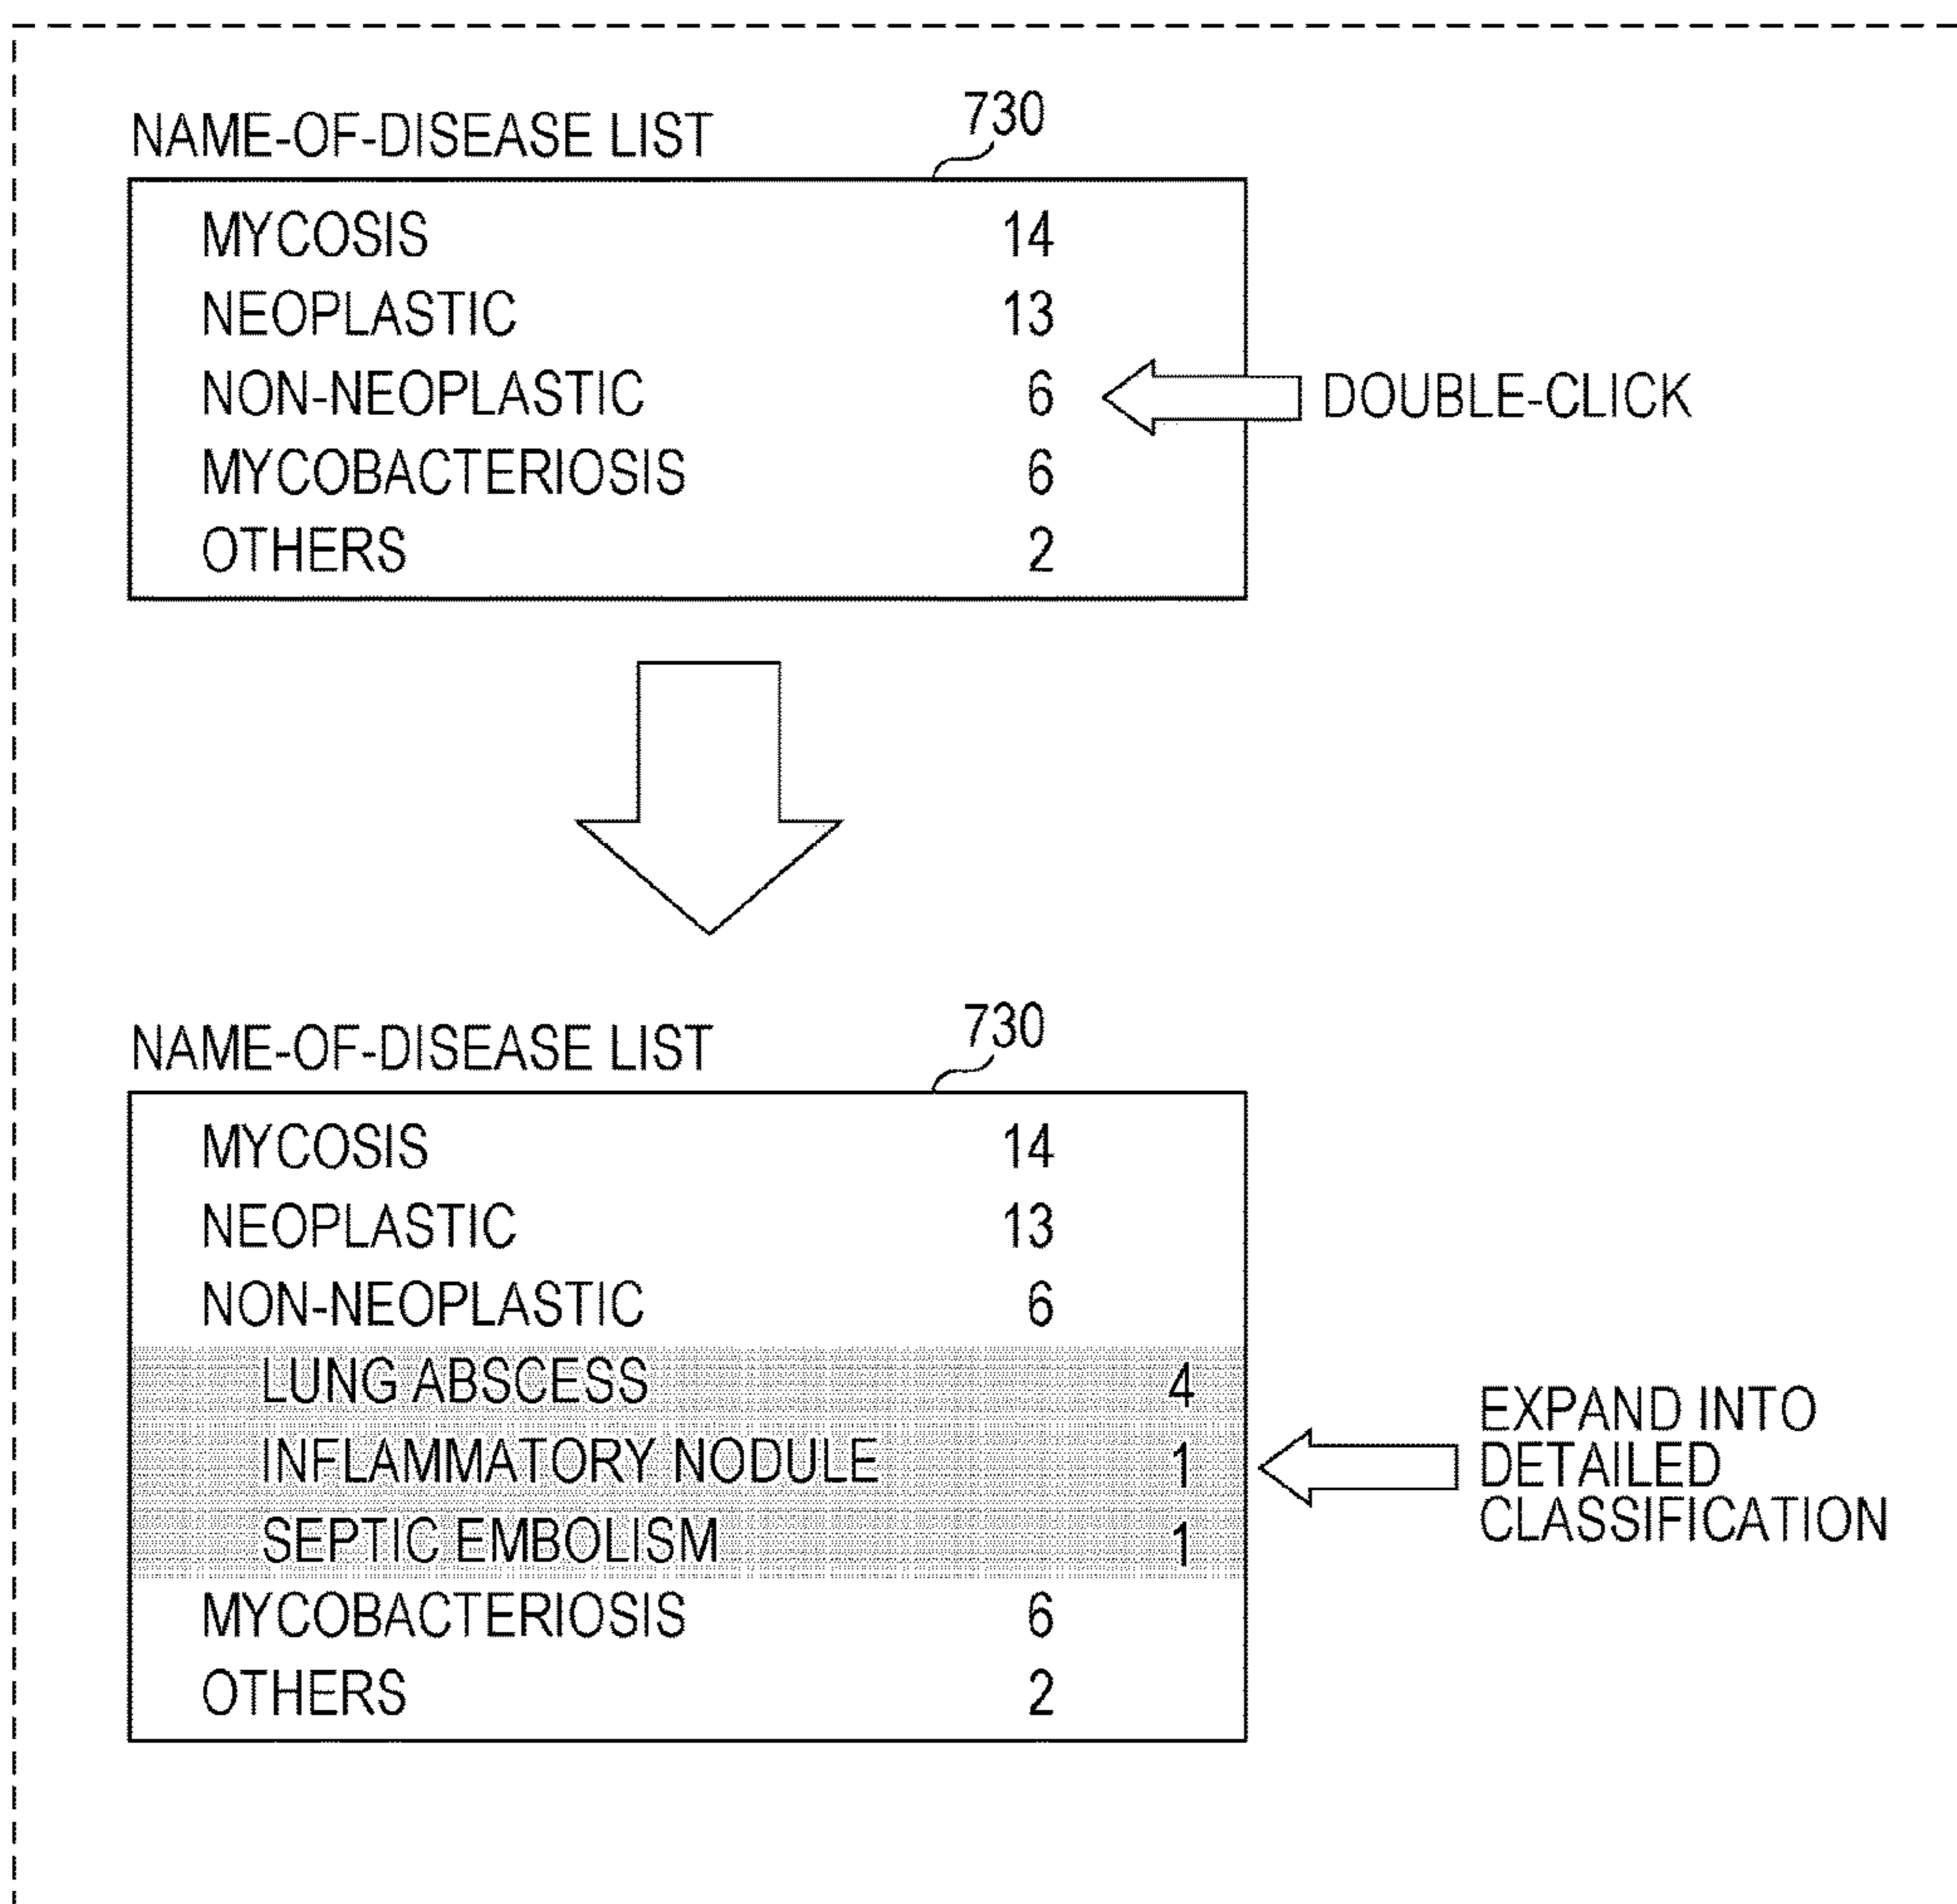 NAME-OF-DISEASE LIST 730
MYCOSIS 14
NEOPLASTIC 13
NON-NEOPLASTIC 6 DOUBLE-CLICK
MYCOBACTERIOSIS 6
OTHERS 2
NAME-OF-DISEASE LIST 730
MYCOSIS 14
NEOPLASTIC 13
NON-NEOPLASTIC 6
LUNG ABSCESS 4
INFLAMMATORY NODULE 1
SEPTIC EMBOLISM 1
MYCOBACTERIOSIS 6
OTHERS 2
EXPAND INTO
DETAILED
CLASSIFICATION